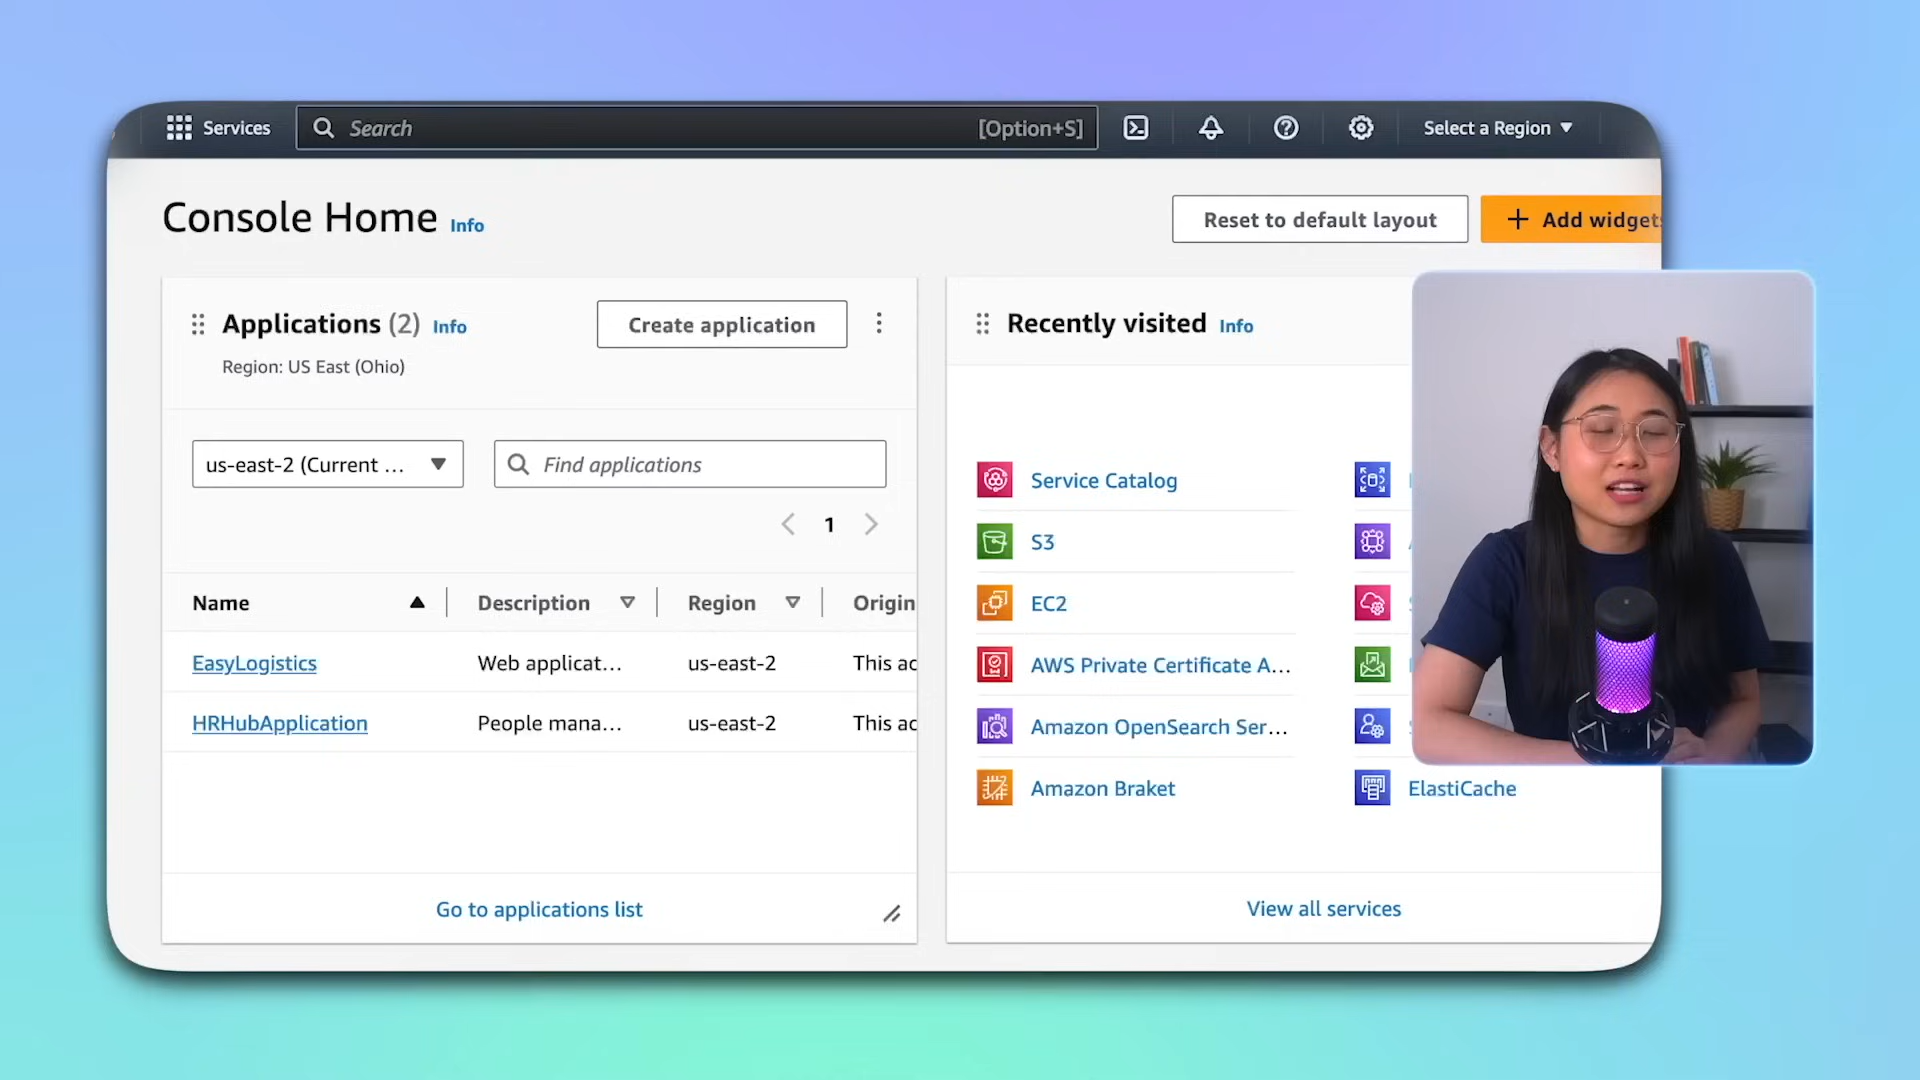 Services
Search
[Option+S]
Select a Region
Console Home Info
Reset to default layout
Add widget
Applications (2) Info
Create application
Region: US East (Ohio)
us-east-2 (Current ...
Find applications
1
Name
Description
Region
Origin
EasyLogistics
Web applicat...
us-east-2
This ac
HRHubApplication
People mana...
us-east-2
This ac
Go to applications list
Recently visited Info
Service Catalog
S3
EC2
AWS Private Certificate A...
Amazon OpenSearch Ser...
Amazon Braket
ElastiCache
View all services